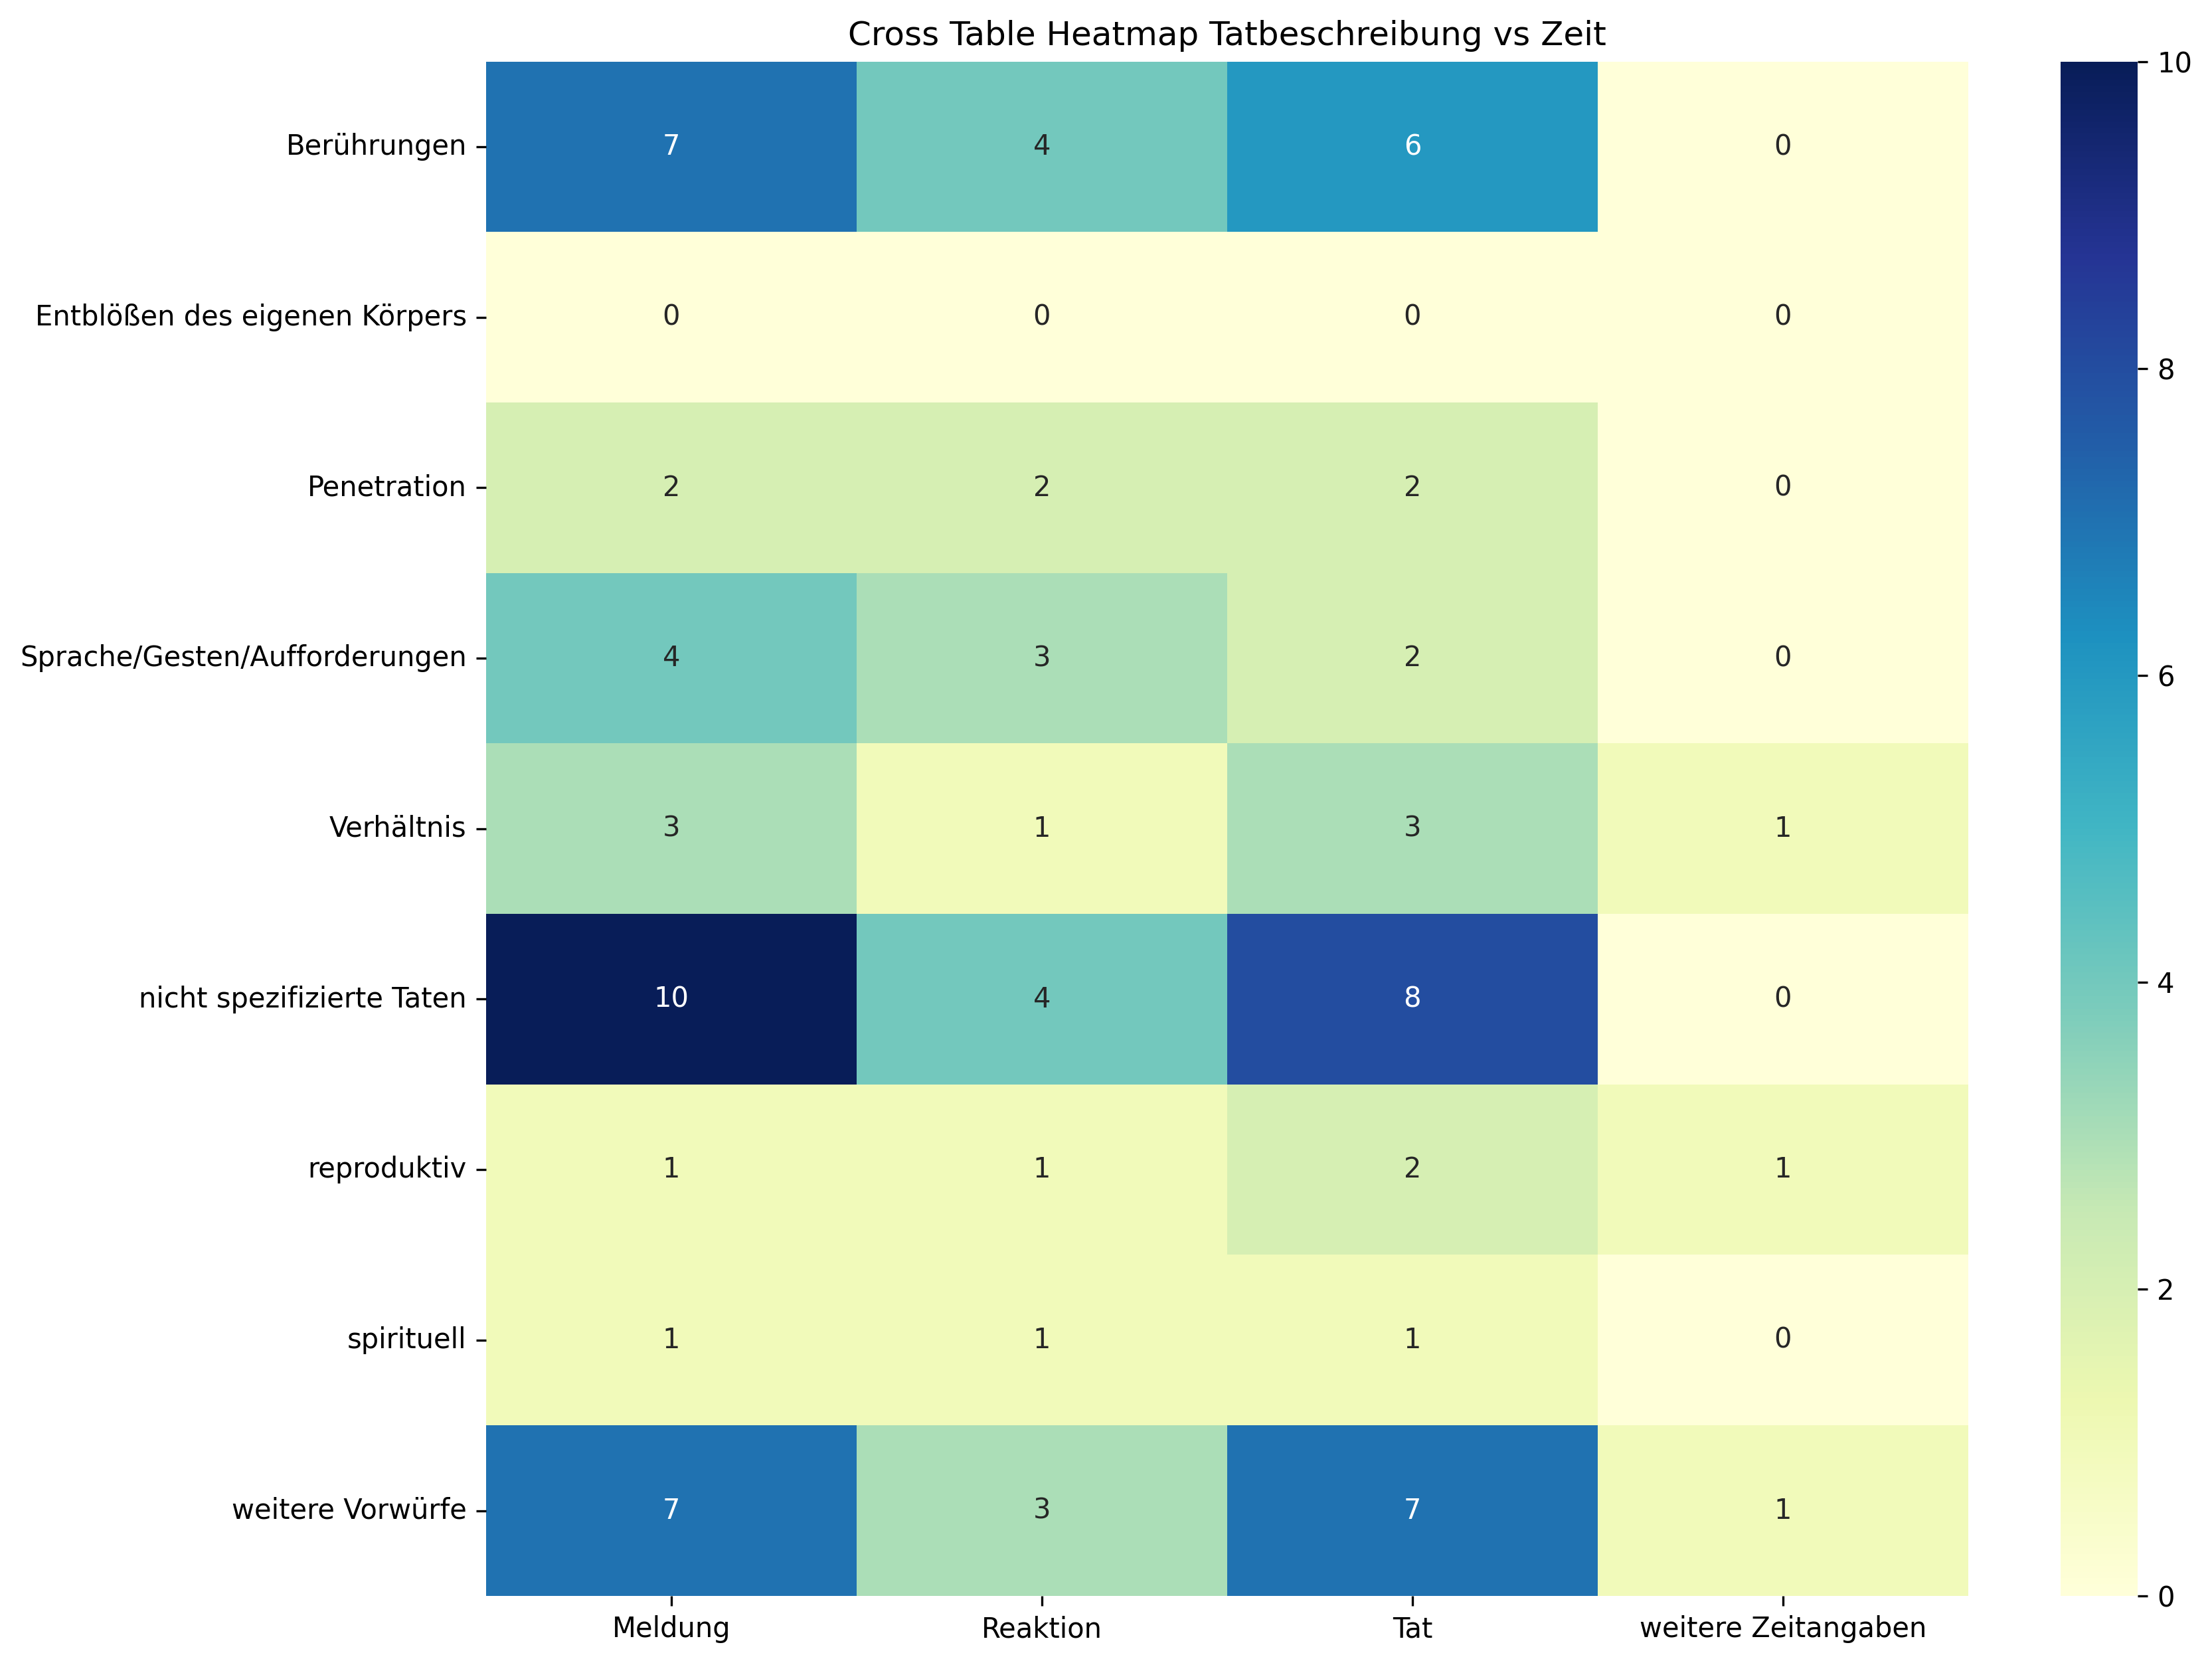 Cross Table Heatmap Tatbeschreibung vs Zeit
Berührungen 7 4 6 0
Entblößen des eigenen Körpers 0 0 0 0
Penetration 2 2 2 0
Sprache/Gesten/Aufforderungen 4 3 2 0
Verhältnis 3 1 3 1
nicht spezifizierte Taten 10 4 8 0
reproduktiv 1 1 2 1
spirituell 1 1 1 0
weitere Vorwürfe 7 3 7 1
Meldung Reaktion Tat weitere Zeitangaben
10
8
6
4
2
0